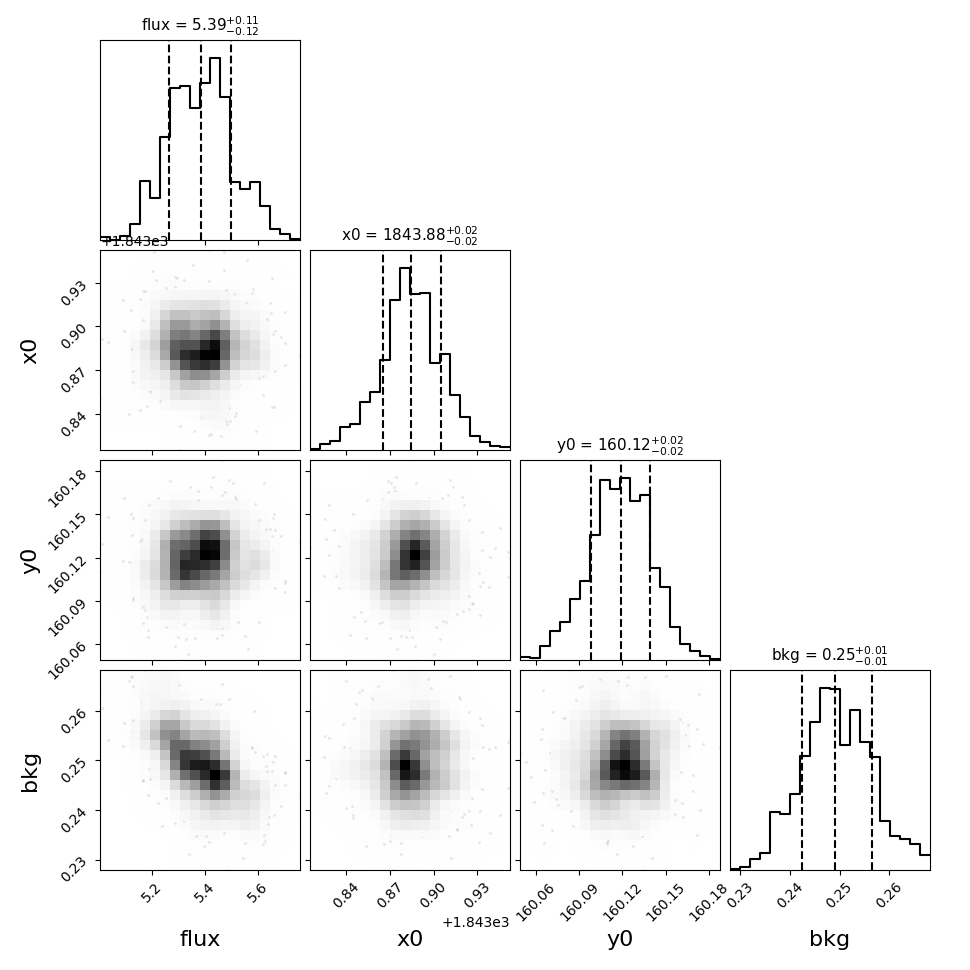 flux = 5.39+0.11−0.12
+1.843e3
x0 = 1843.88+0.02−0.02
x0
0.93
0.90
0.87
0.84
y0 = 160.12+0.02−0.02
y0
160.18
160.15
160.12
160.09
160.06
bkg = 0.25+0.01−0.01
bkg
0.26
0.25
0.24
0.23
5.2 5.4 5.6
0.84 0.87 0.90 0.93
160.06 160.09 160.12 160.15 160.18
0.23 0.24 0.25 0.26
+1.843e3
flux x0 y0 bkg